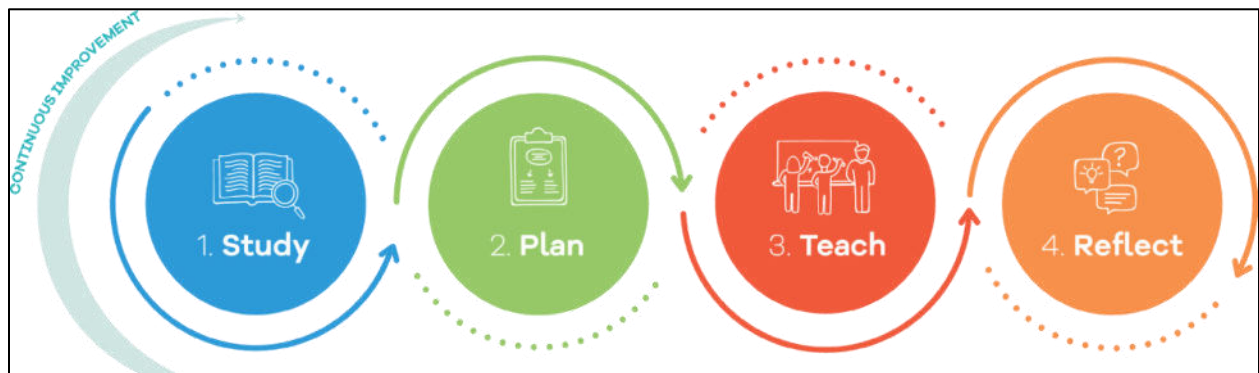 CONTINUOUS IMPROVEMENT
1. Study
2. Plan
3. Teach
4. Reflect
?